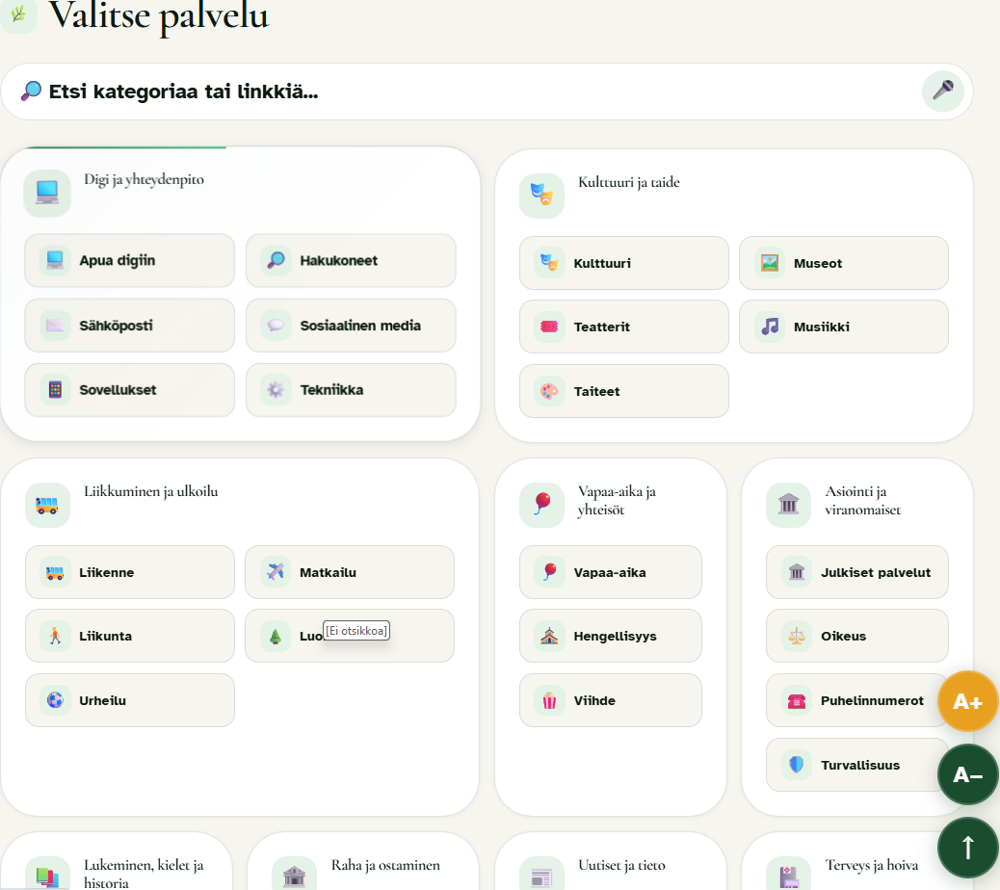 Valitse palvelu
Etsi kategoriaa tai linkkiä...
Digi ja yhteydenpito
Apua digiin
Hakukoneet
Sähköposti
Sosiaalinen media
Sovellukset
Tekniikka
Kulttuuri ja taide
Kulttuuri
Museot
Teatterit
Musiikki
Taiteet
Liikkuminen ja ulkoilu
Liikenne
Matkailu
Liikunta
[Ei otsikkoa]
Urheilu
Vapaa-aika ja
yhteisöt
Vapaa-aika
Hengellisyys
Viihde
Asiointi ja
viranomaiset
Julkiset palvelut
Oikeus
Puhelinnumerot
Turvallisuus
A+
A–
↑
Lukeminen, kielet ja
historia
Raha ja ostaminen
Uutiset ja tieto
Terveys ja hoiva